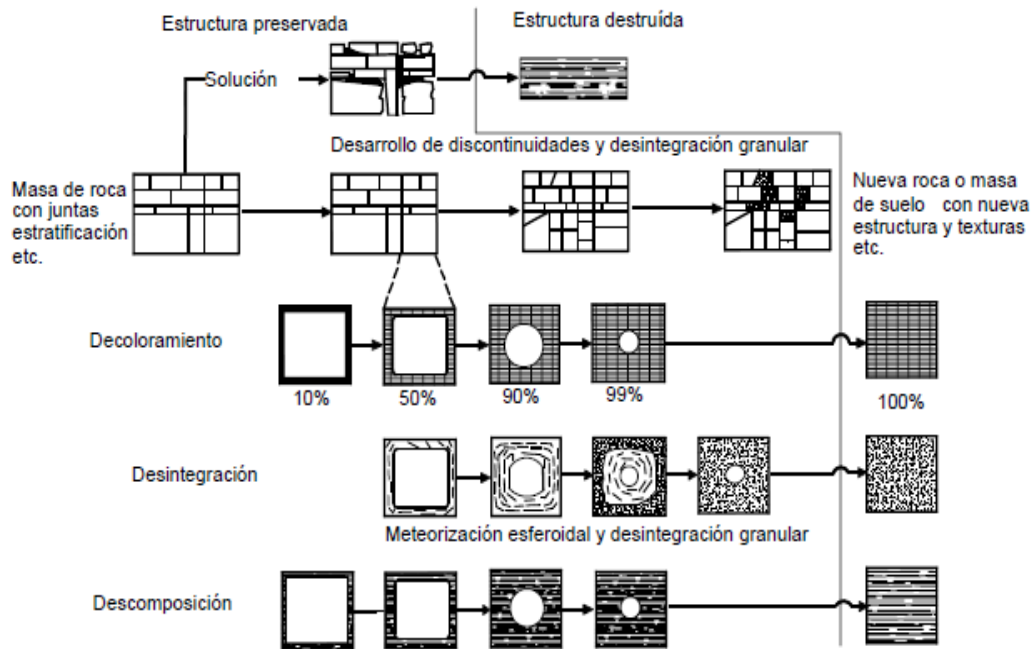 Estructura preservada
Estructura destruída
Solución
Desarrollo de discontinuidades y desintegración granular
Masa de roca
con juntas
estratificación
etc.
Nueva roca o masa
de suelo con nueva
estructura y texturas
etc.
Decoloramiento
10%
50%
90%
99%
100%
Desintegración
Meteorización esferoidal y desintegración granular
Descomposición